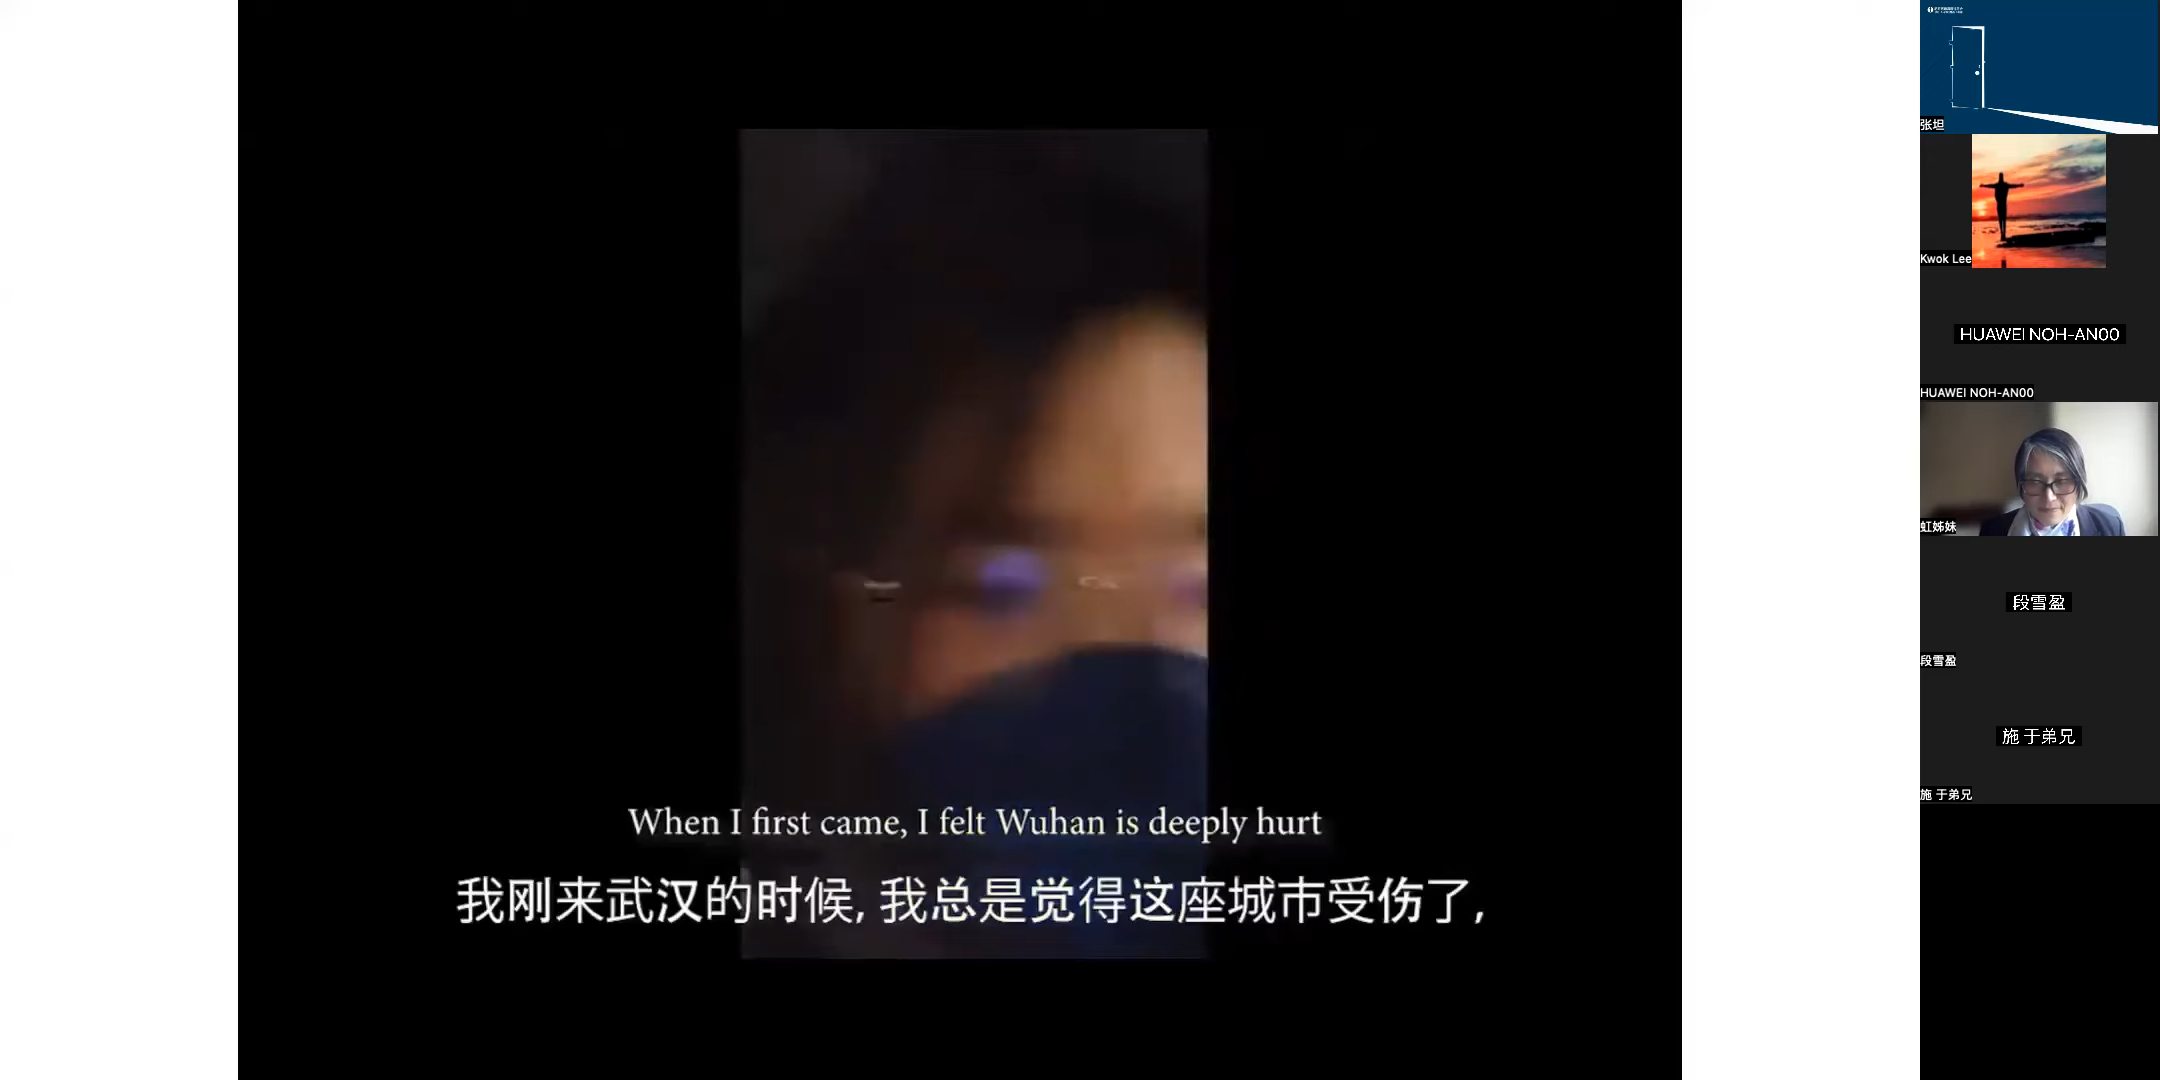 When I first came, I felt Wuhan is deeply hurt
我刚来武汉的时候, 我总是觉得这座城市受伤了,
张坦
Kwok Lee
HUAWEI NOH-AN00
HUAWEI NOH-AN00
虹姊妹
段雪盈
段雪盈
施 于弟兄
施 于弟兄